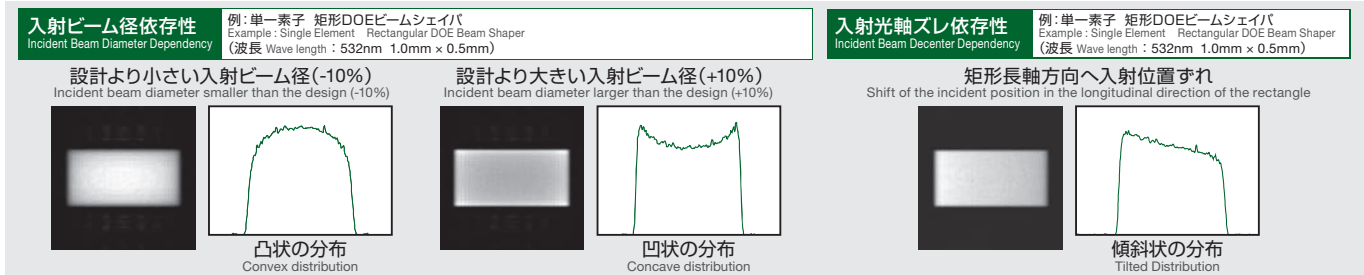 入射ビーム径依存性
Incident Beam Diameter Dependency
例：単一素子 矩形DOEビームシェイパ
Example : Single Element Rectangular DOE Beam Shaper
（波長 Wave length：532nm 1.0mm × 0.5mm）
設計より小さい入射ビーム径（-10%）
Incident beam diameter smaller than the design (-10%)
凸状の分布
Convex distribution
設計より大きい入射ビーム径（+10%）
Incident beam diameter larger than the design (+10%)
凹状の分布
Concave distribution
入射光軸ズレ依存性
Incident Beam Decenter Dependency
例：単一素子 矩形DOEビームシェイパ
Example : Single Element Rectangular DOE Beam Shaper
（波長 Wave length：532nm 1.0mm × 0.5mm）
矩形長軸方向へ入射位置ずれ
Shift of the incident position in the longitudinal direction of the rectangle
傾斜状の分布
Tilted Distribution